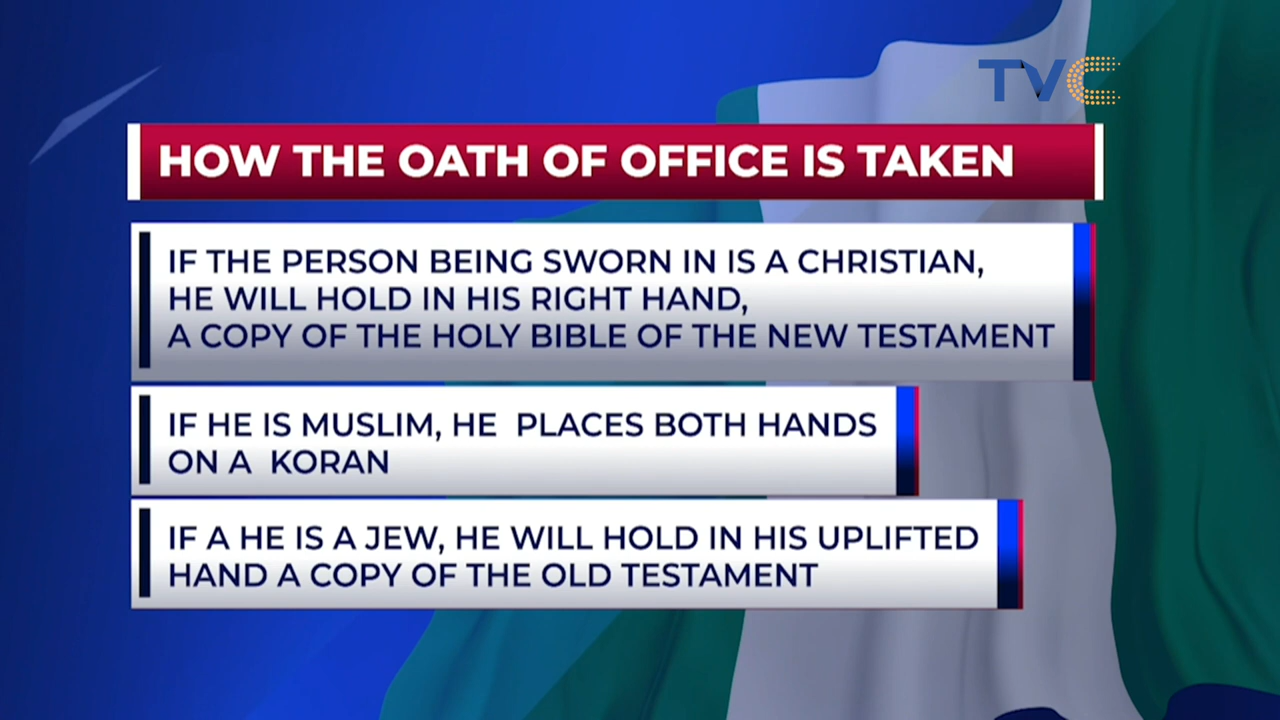 TVC
HOW THE OATH OF OFFICE IS TAKEN
IF THE PERSON BEING SWORN IN IS A CHRISTIAN,
HE WILL HOLD IN HIS RIGHT HAND,
A COPY OF THE HOLY BIBLE OF THE NEW TESTAMENT
IF HE IS MUSLIM, HE PLACES BOTH HANDS
ON A KORAN
IF A HE IS A JEW, HE WILL HOLD IN HIS UPLIFTED
HAND A COPY OF THE OLD TESTAMENT